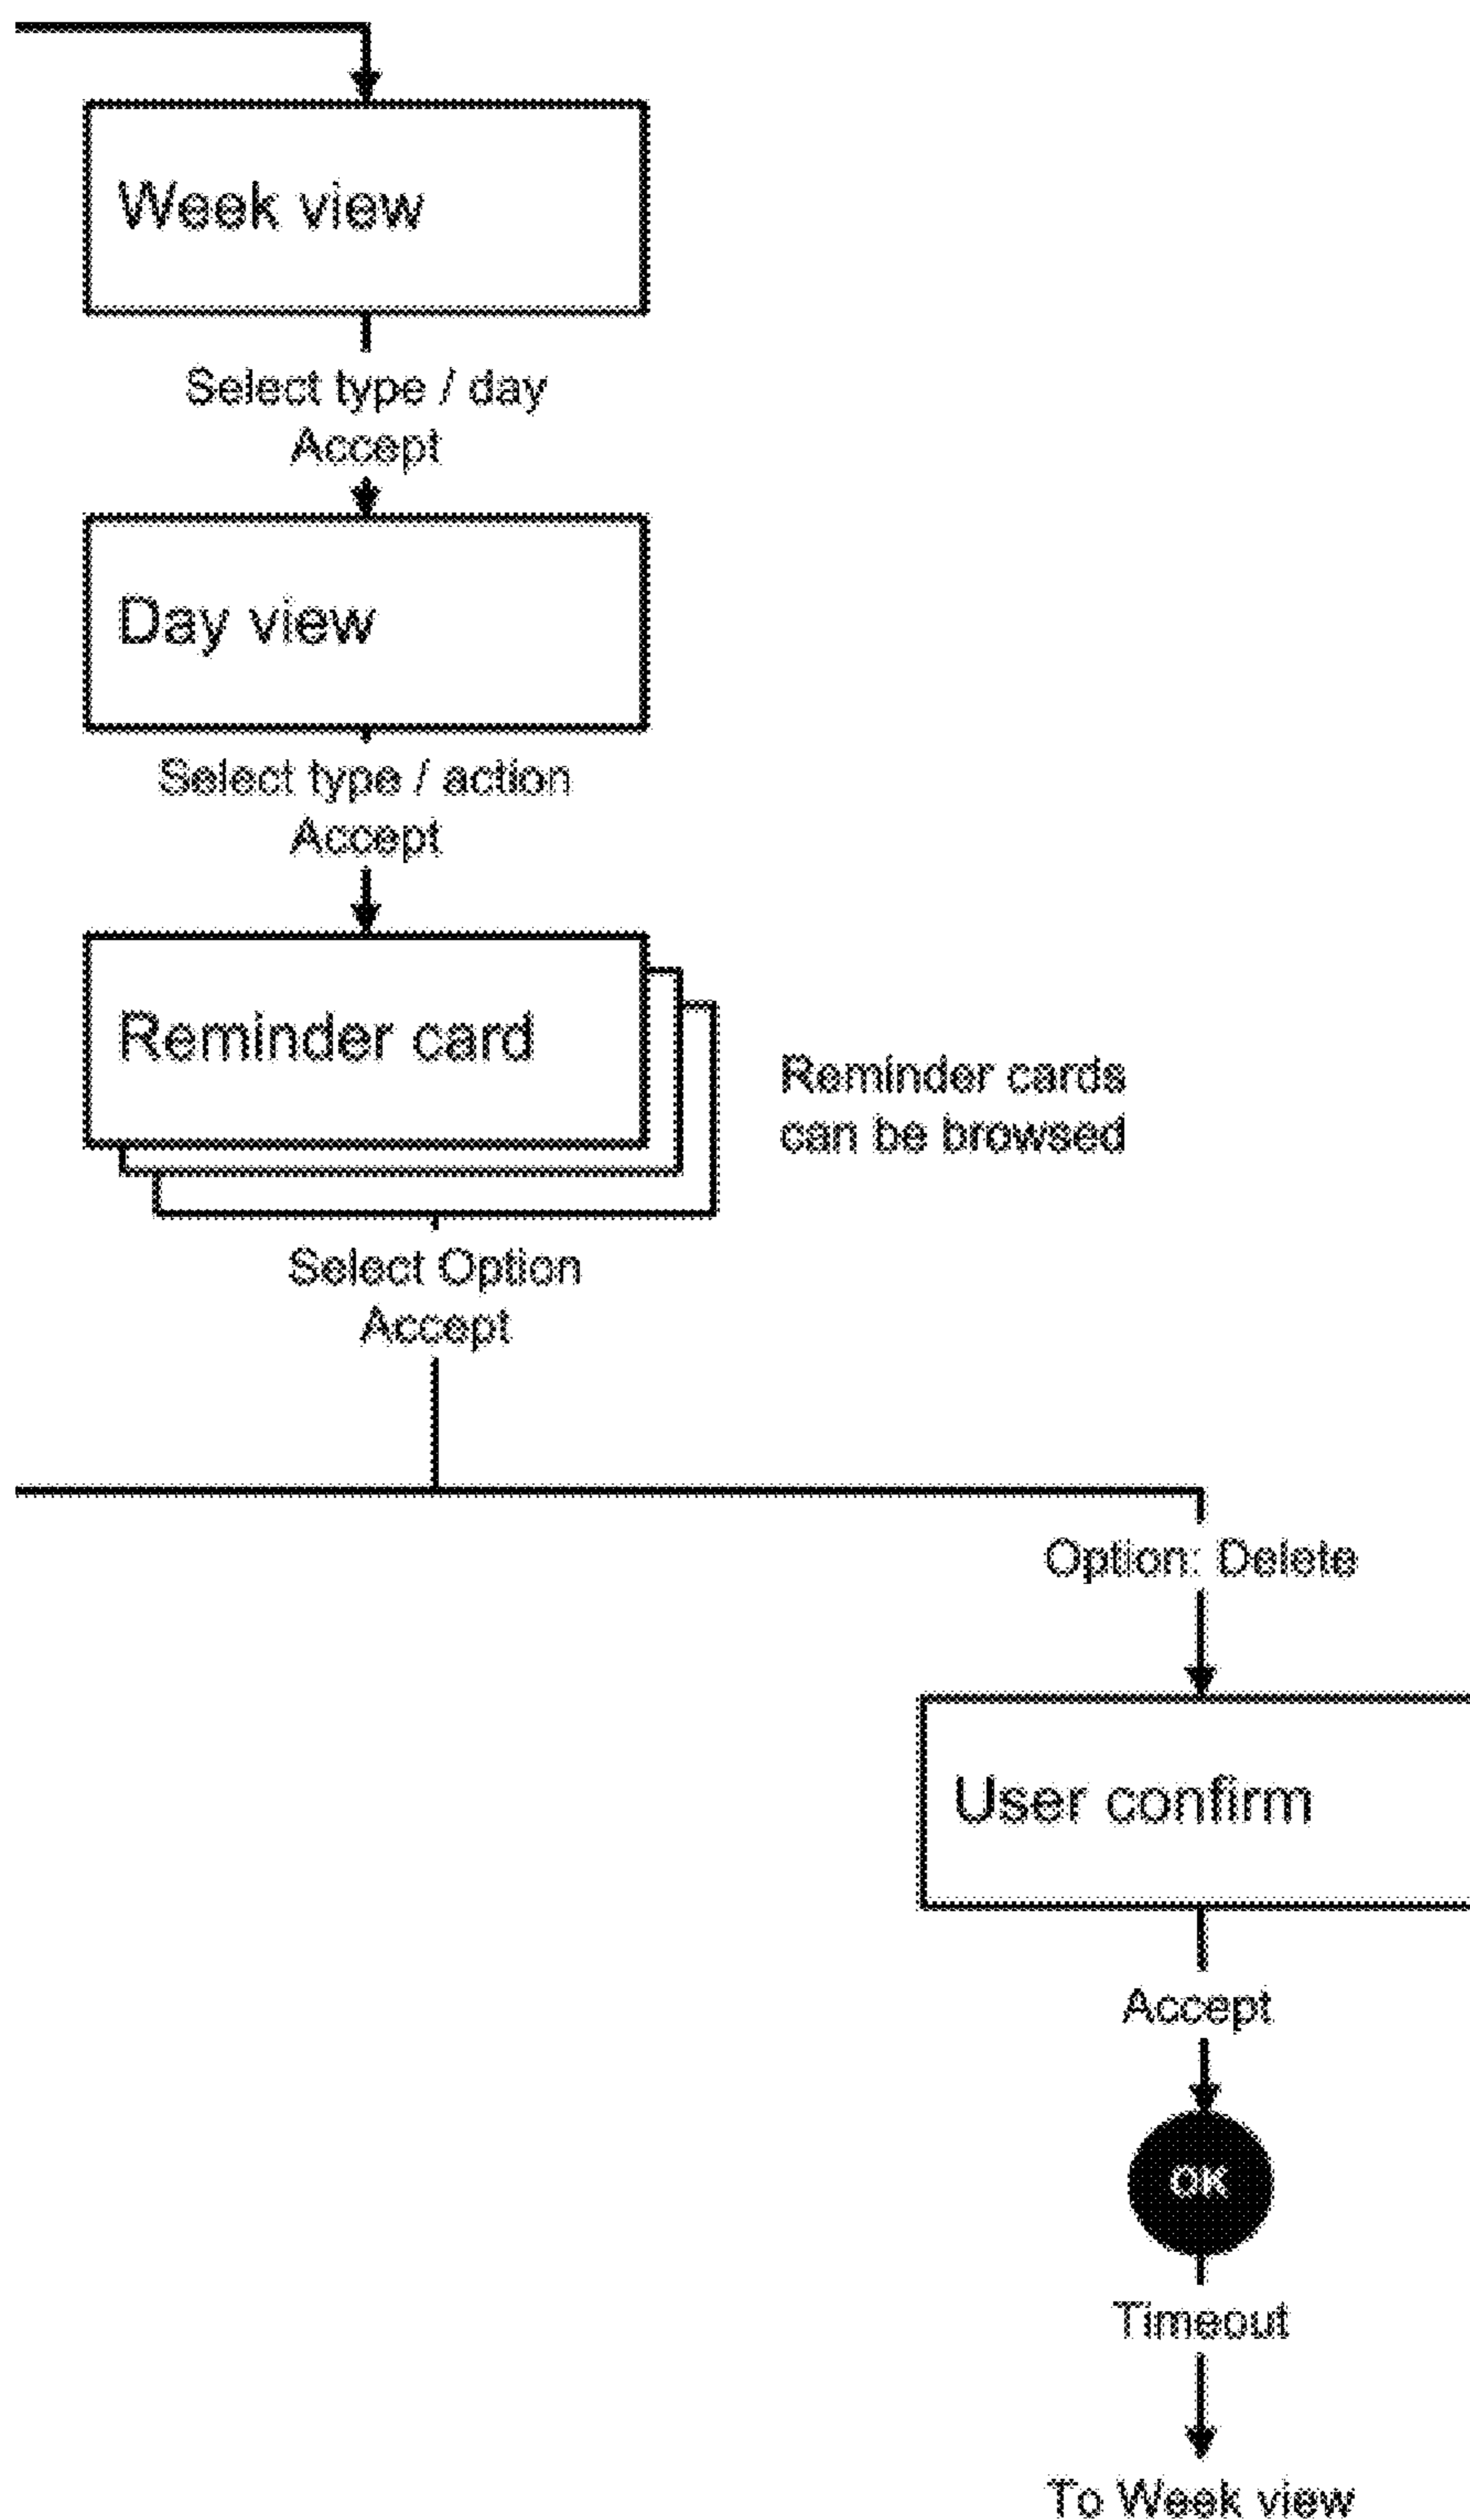 Week view
Select type / day
Accept
Day view
Select type / action
Accept
Reminder card
Reminder cards
can be browsed
Select Option
Accept
Option: Delete
User confirm
Accept
OK
Timeout
To Week view